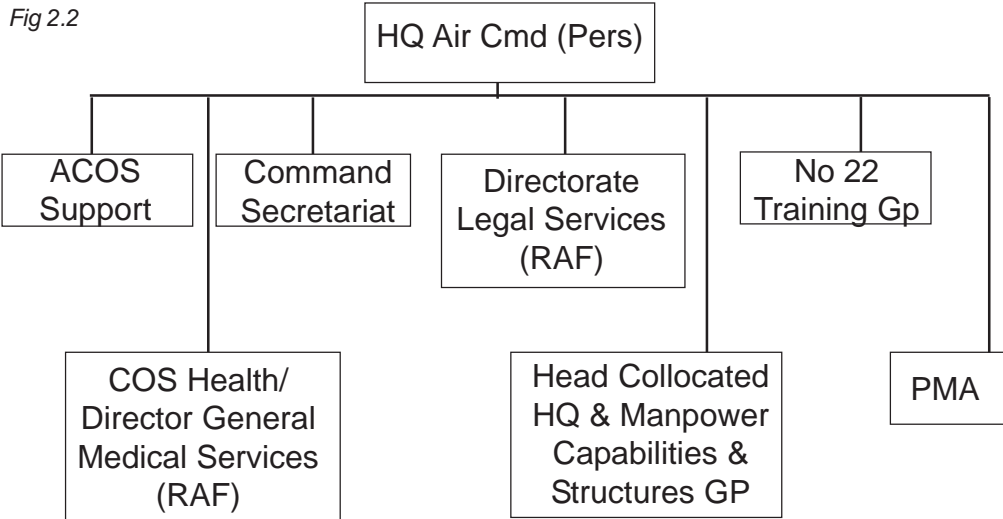 Fig 2.2
HQ Air Cmd (Pers)
ACOS
Support
Command
Secretariat
Directorate
Legal Services
(RAF)
No 22
Training Gp
COS Health/
Director General
Medical Services
(RAF)
Head Collocated
HQ & Manpower
Capabilities &
Structures GP
PMA